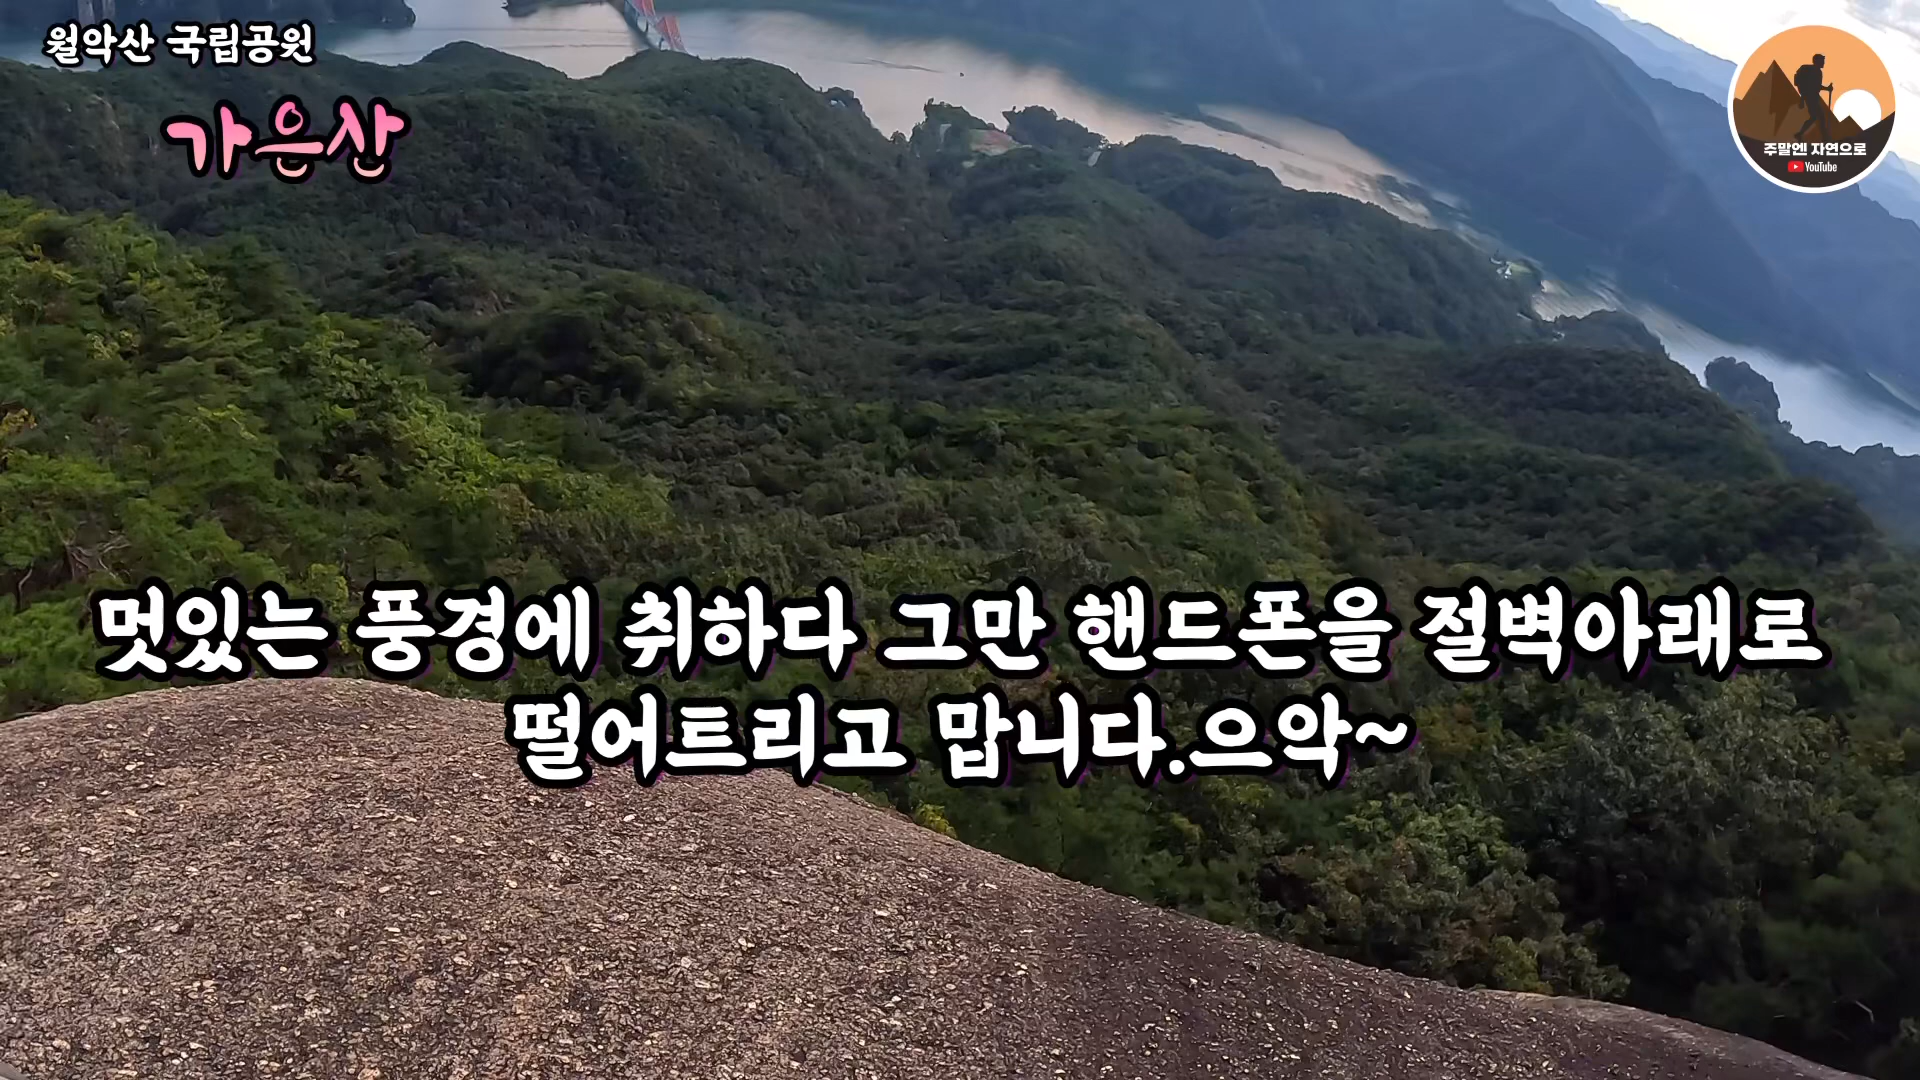 월악산 국립공원
가은산
주말엔 자연으로
YouTube
멋있는 풍경에 취하다 그만 핸드폰을 절벽아래로
떨어트리고 맙니다.으악~